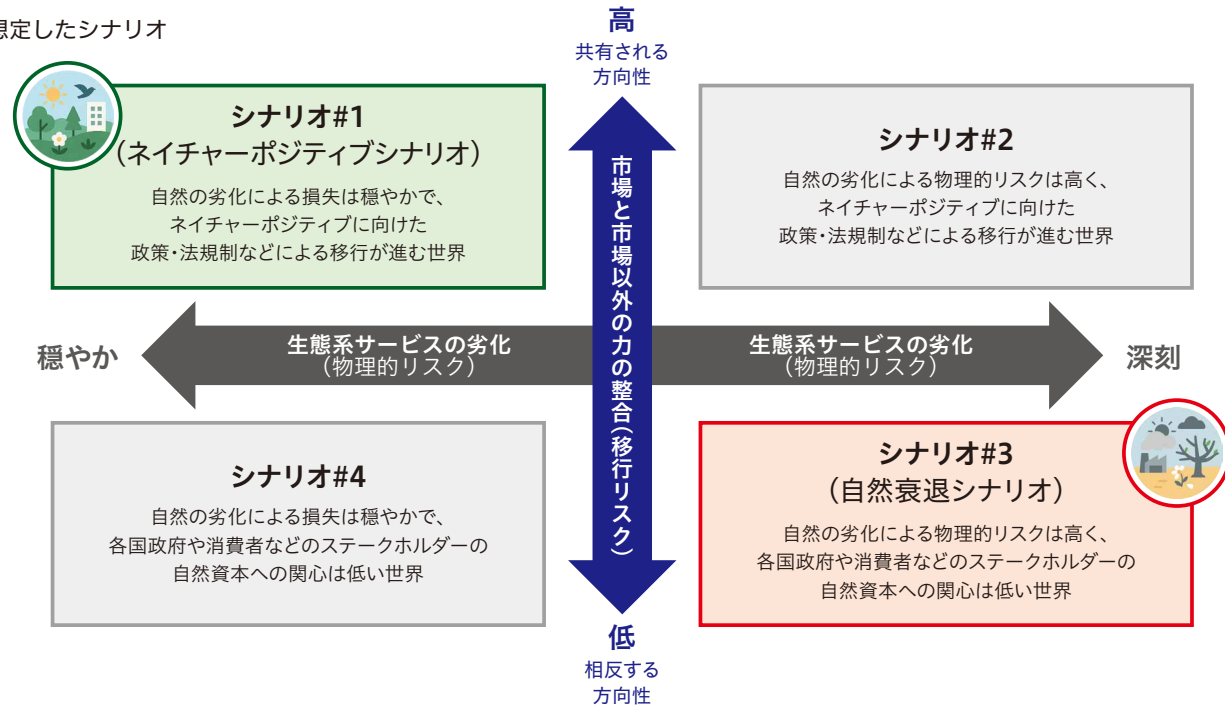 想定したシナリオ
高
共有される
方向性
シナリオ#1
（ネイチャーポジティブシナリオ）
自然の劣化による損失は穏やかで、
ネイチャーポジティブに向けた
政策・法規制などによる移行が進む世界
シナリオ#2
自然の劣化による物理的リスクは高く、
ネイチャーポジティブに向けた
政策・法規制などによる移行が進む世界
市場と市場以外の力の整合（移行リスク）
穏やか
生態系サービスの劣化
（物理的リスク）
生態系サービスの劣化
（物理的リスク）
深刻
シナリオ#4
自然の劣化による損失は穏やかで、
各国政府や消費者などのステークホルダーの
自然資本への関心は低い世界
シナリオ#3
（自然衰退シナリオ）
自然の劣化による物理的リスクは高く、
各国政府や消費者などのステークホルダーの
自然資本への関心は低い世界
低
相反する
方向性